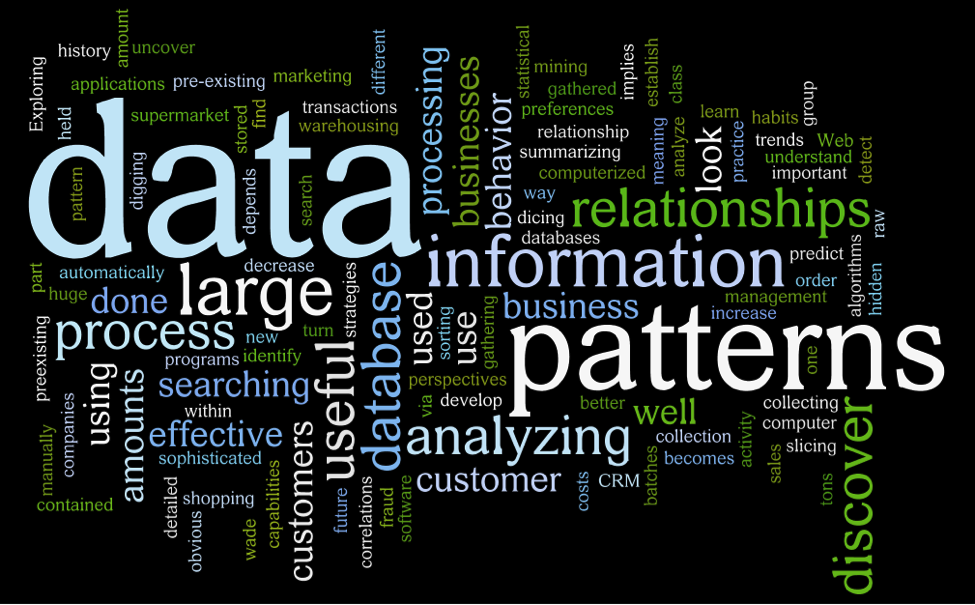 amount
history
uncover
Exploring
applications
pre-existing
marketing
different
held
supermarket
stored
find
transactions
warehousing
data
pattern
digging
depends
search
processing
businesses
behavior
statistical
mining
gathered
preferences
implies
establish
class
relationship
summarizing
computerized
meaning
analyze
look
learn
practice
habits
group
trends
Web
understand
important
detect
way
dicing
databases
relationships
raw
information
predict
order
algorithms
hidden
part
automatically
huge
done
large
decrease
strategies
database
used
sorting
use
gathering
business
management
increase
process
new
turn
programs
identify
preexisting
patterns
one
using
amounts
searching
useful
perspectives
via
develop
within
effective
sophisticated
better
well
collecting
computer
slicing
discover
manually
companies
customers
analyzing
collection
becomes
activity
sales
customer
costs
CRM
batches
tons
contained
detailed
shopping
obvious
wade
capabilities
future
correlations
fraud
software